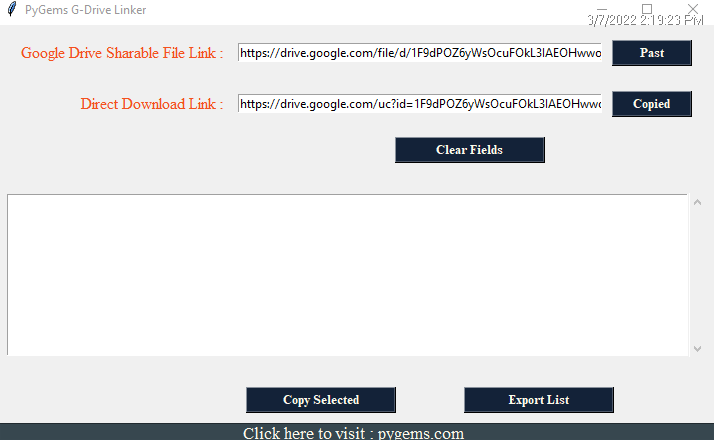 PyGems G-Drive Linker
3/7/2022 2:19:23 PM
Google Drive Sharable File Link : https://drive.google.com/file/d/1F9dPOZ6yWsOcuFOkL3IAEOHwwo Past
Direct Download Link : https://drive.google.com/uc?id=1F9dPOZ6yWsOcuFOkL3IAEOHwwo Copied
Clear Fields
Copy Selected Export List
Click here to visit : pygems.com